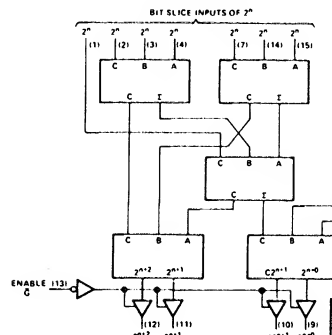 BIT SLICE INPUTS OF 2ⁿ
2ⁿ 2ⁿ 2ⁿ 2ⁿ 2ⁿ 2ⁿ 2ⁿ
(1) (2) (3) (4) (7) (14) (15)
C B A C B A
C Σ C Σ
C B A
C Σ
C B A C B
2ⁿ⁺² 2ⁿ⁺¹ C2ⁿ⁺¹ 2ⁿ⁺⁰
ENABLE (13)
G̅
(12) (11) (10) (9)